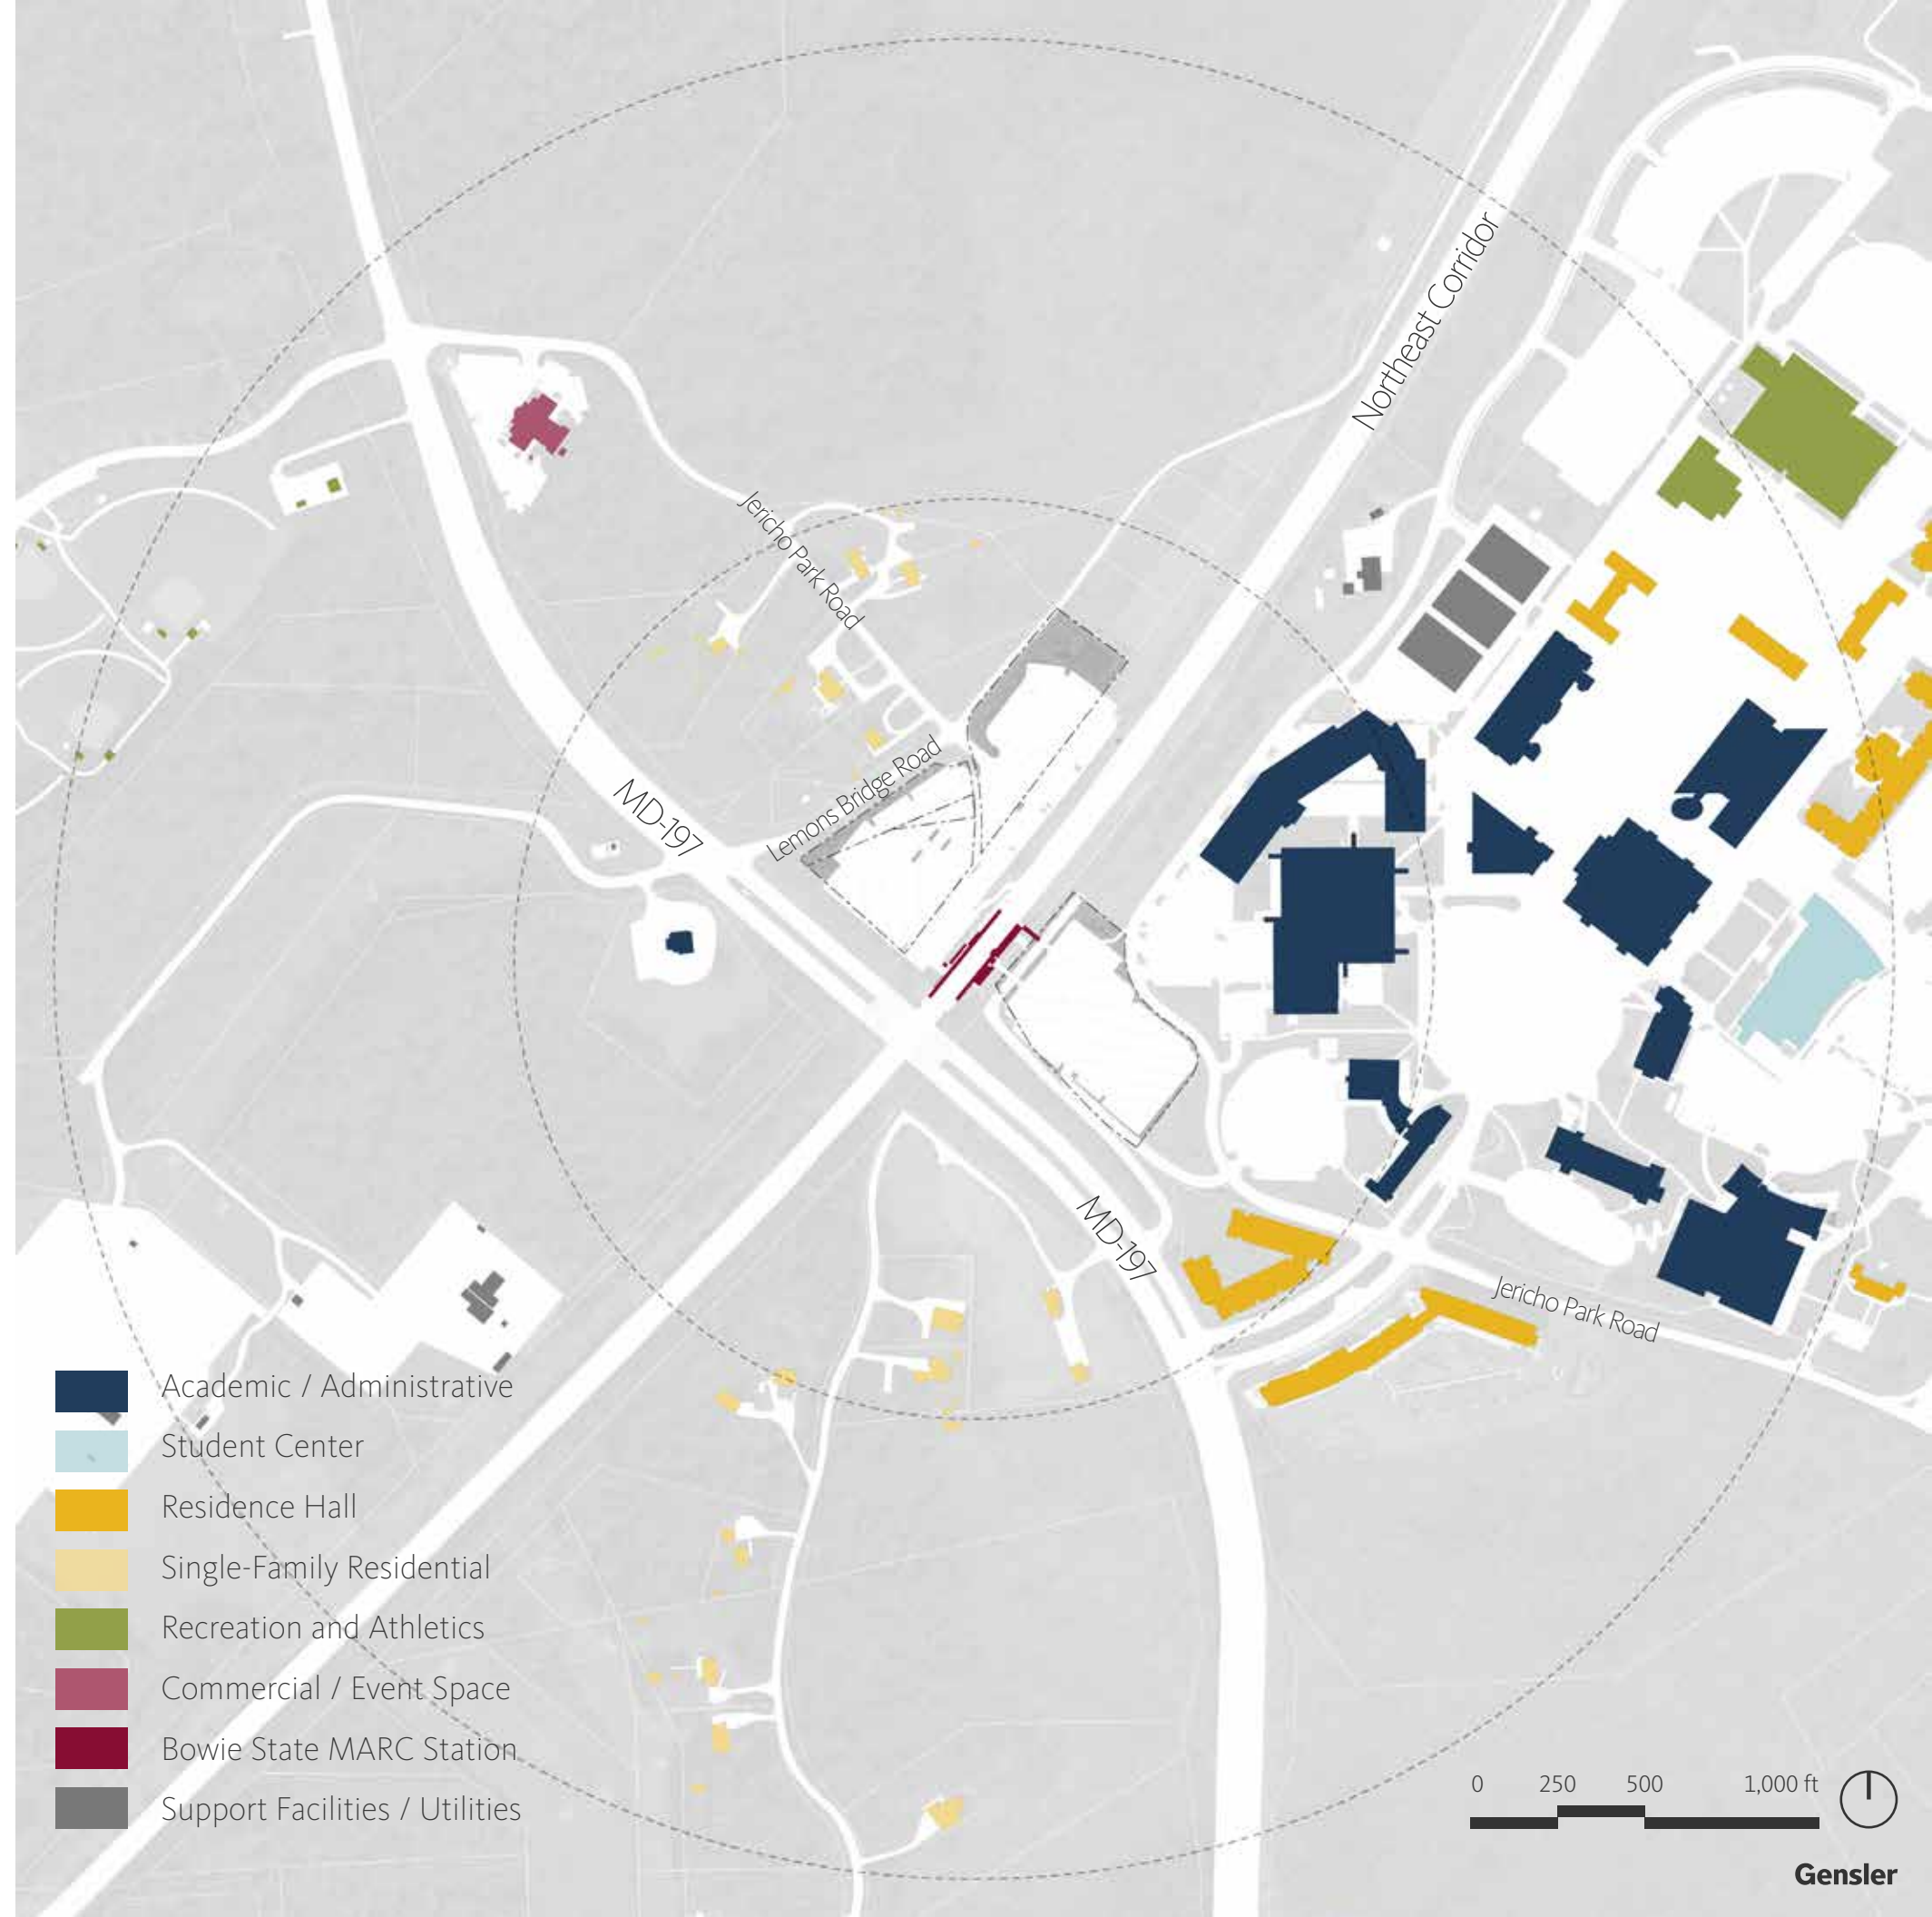 Northeast Corridor
Jericho Park Road
Lemons Bridge Road
MD-197
MD-197
Jericho Park Road
Academic / Administrative
Student Center
Residence Hall
Single-Family Residential
Recreation and Athletics
Commercial / Event Space
Bowie State MARC Station
Support Facilities / Utilities
0 250 500 1,000 ft
Gensler